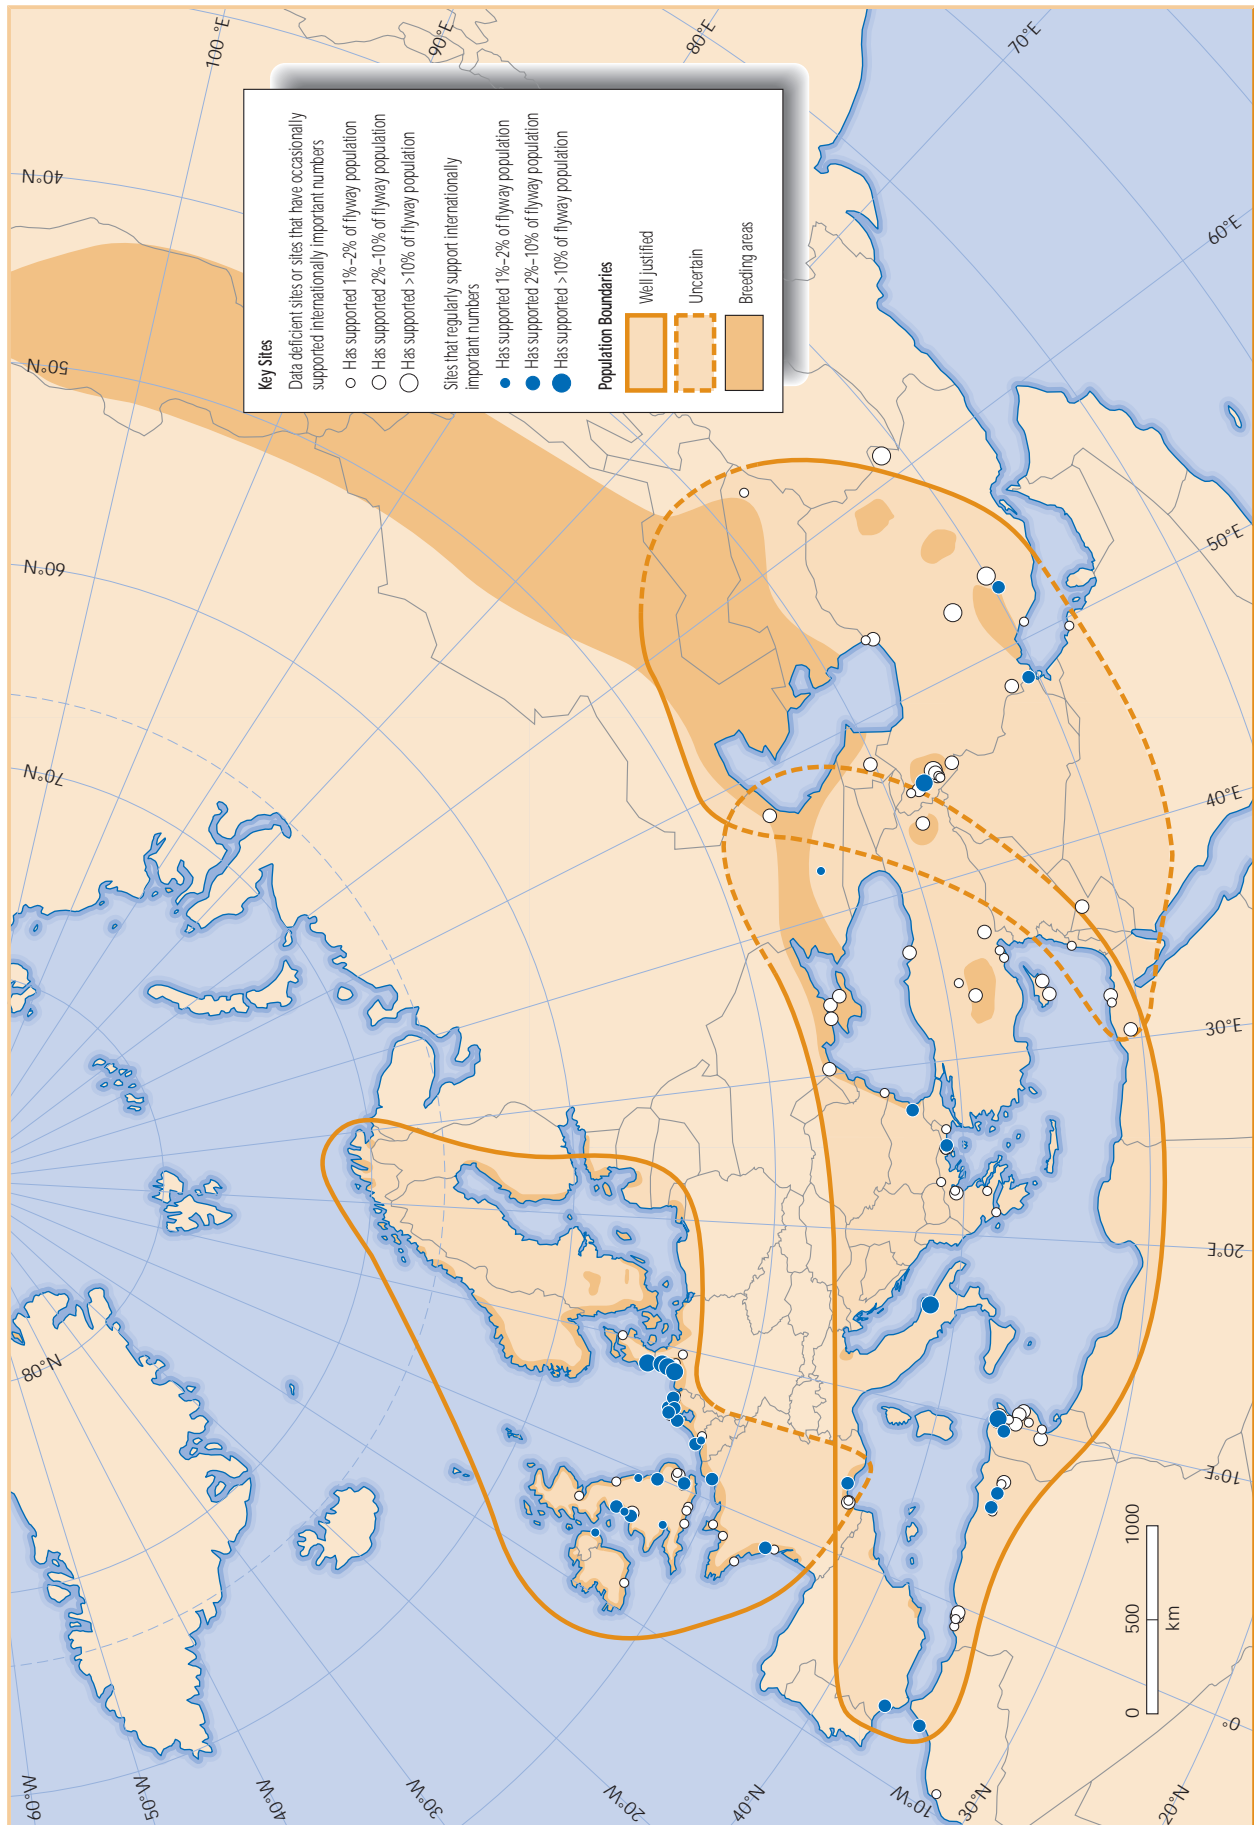 Key Sites
Data deficient sites or sites that have occasionally
supported internationally important numbers
Has supported 1%–2% of flyway population
Has supported 2%–10% of flyway population
Has supported >10% of flyway population
Sites that regularly support internationally
important numbers
Has supported 1%–2% of flyway population
Has supported 2%–10% of flyway population
Has supported >10% of flyway population
Population Boundaries
Well justified
Uncertain
Breeding areas
60°W
50°W
40°W
30°W
20°W
40°N
10°W
30°N
20°N
0°
10°E
20°E
30°E
40°E
50°E
60°E
70°E
80°E
90°E
100°E
40°N
50°N
60°N
70°N
80°N
0
500
1000
km